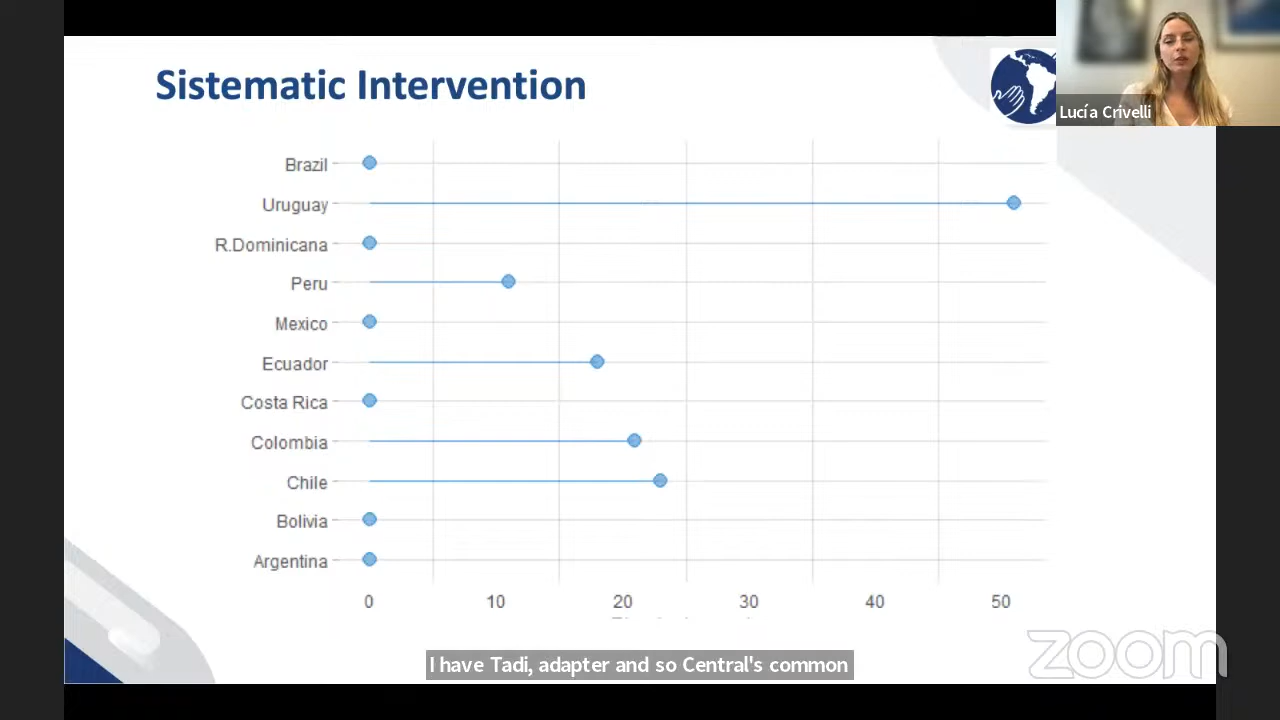 Sistematic Intervention
Lucía Crivelli
Brazil
Uruguay
R.Dominicana
Peru
Mexico
Ecuador
Costa Rica
Colombia
Chile
Bolivia
Argentina
0 10 20 30 40 50
zoom
I have Tadi, adapter and so Central's common